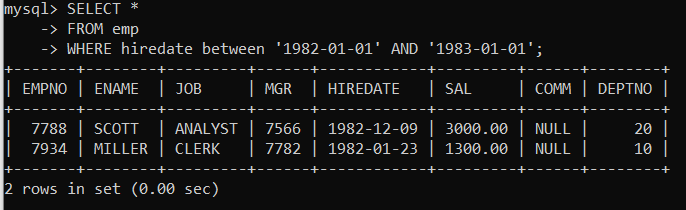 mysql> SELECT *
    -> FROM emp
    -> WHERE hiredate between '1982-01-01' AND '1983-01-01';
+-------+--------+---------+------+------------+---------+------+--------+
| EMPNO | ENAME  | JOB     | MGR  | HIREDATE   | SAL     | COMM | DEPTNO |
+-------+--------+---------+------+------------+---------+------+--------+
|  7788 | SCOTT  | ANALYST | 7566 | 1982-12-09 | 3000.00 | NULL |     20 |
|  7934 | MILLER | CLERK   | 7782 | 1982-01-23 | 1300.00 | NULL |     10 |
+-------+--------+---------+------+------------+---------+------+--------+
2 rows in set (0.00 sec)